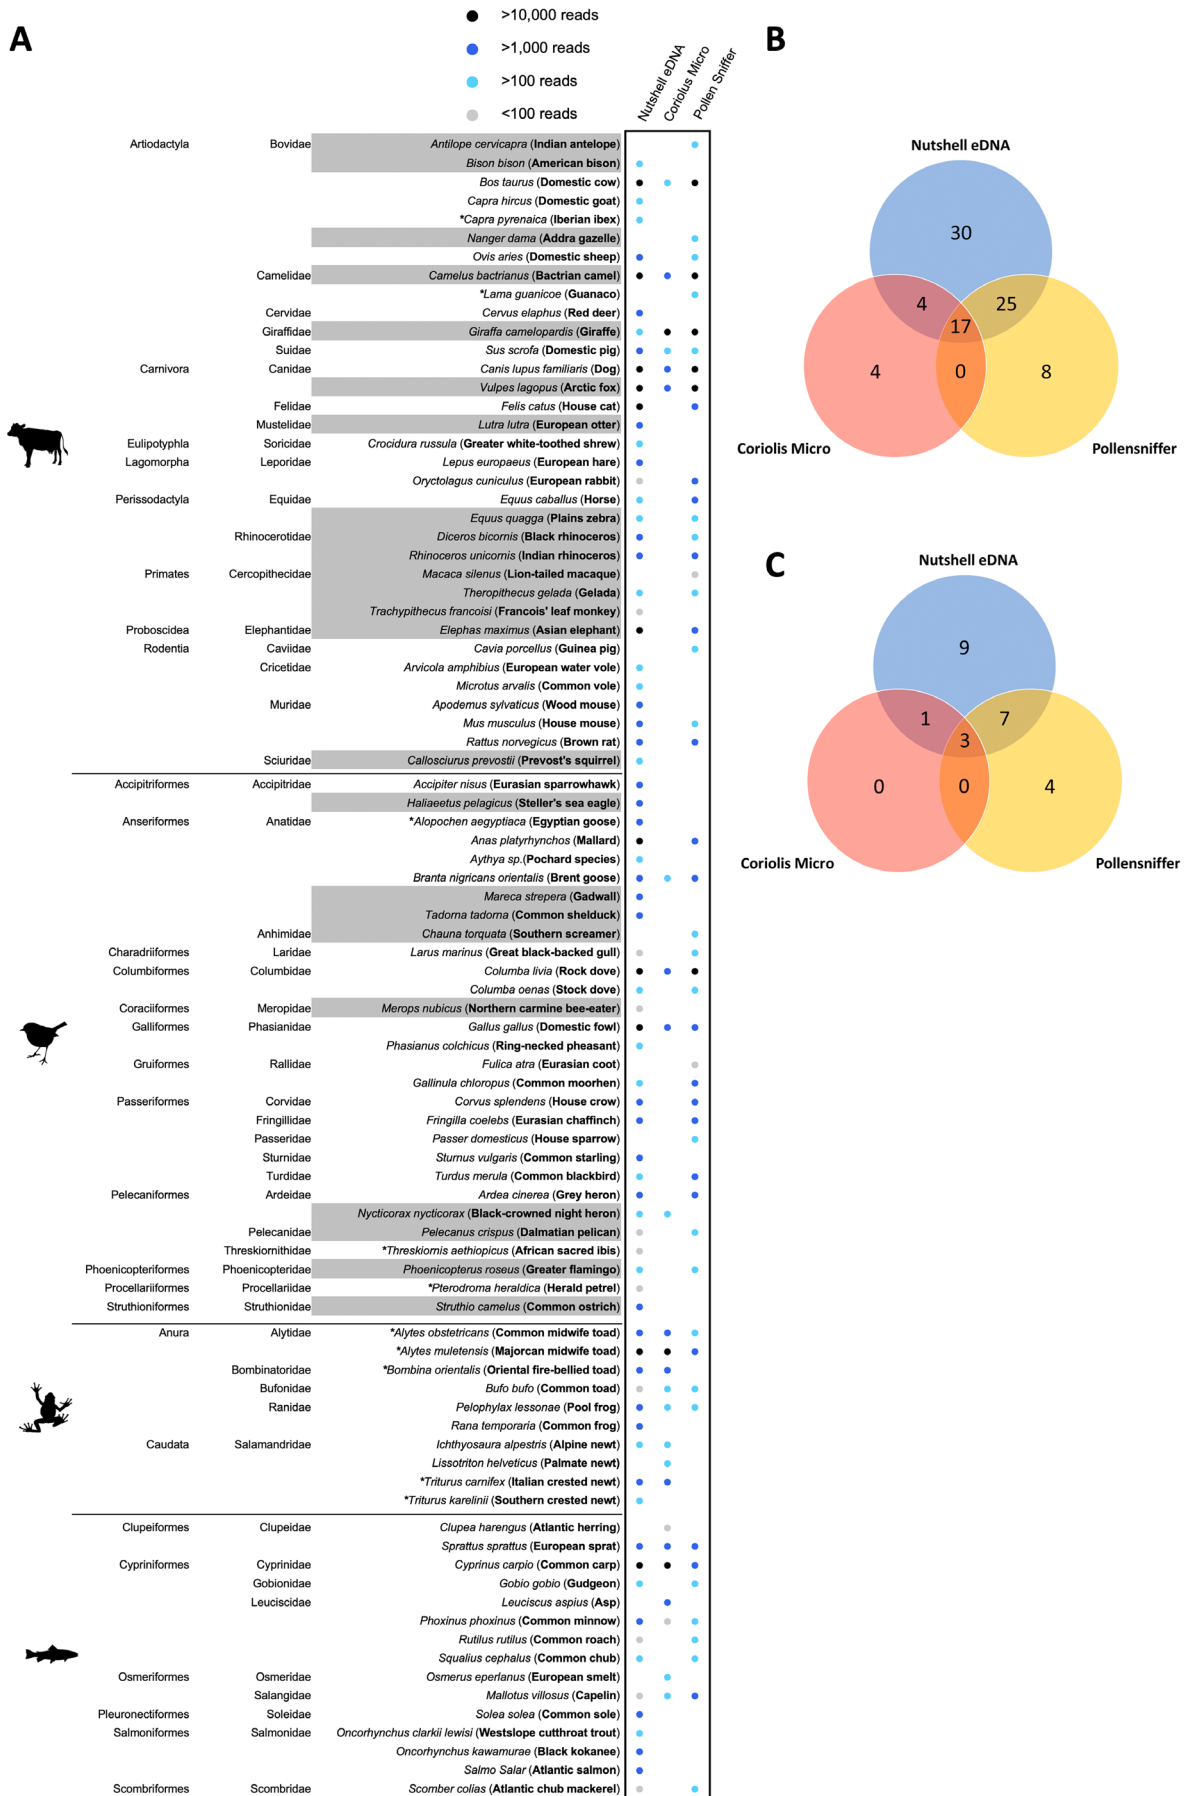 A
>10,000 reads
>1,000 reads
>100 reads
<100 reads
Nutshell eDNA
Coriolus Micro
Pollen Sniffer
Artiodactyla Bovidae Antilope cervicapra (Indian antelope)
Bison bison (American bison)
Bos taurus (Domestic cow)
Capra hircus (Domestic goat)
*Capra pyrenaica (Iberian ibex)
Nanger dama (Addra gazelle)
Ovis aries (Domestic sheep)
Camelidae Camelus bactrianus (Bactrian camel)
*Lama guanicoe (Guanaco)
Cervidae Cervus elaphus (Red deer)
Giraffidae Giraffa camelopardis (Giraffe)
Suidae Sus scrofa (Domestic pig)
Carnivora Canidae Canis lupus familiaris (Dog)
Vulpes lagopus (Arctic fox)
Felidae Felis catus (House cat)
Mustelidae Lutra lutra (European otter)
Eulipotyphla Soricidae Crocidura russula (Greater white-toothed shrew)
Lagomorpha Leporidae Lepus europaeus (European hare)
Oryctolagus cuniculus (European rabbit)
Perissodactyla Equidae Equus caballus (Horse)
Equus quagga (Plains zebra)
Rhinocerotidae Diceros bicornis (Black rhinoceros)
Rhinoceros unicornis (Indian rhinoceros)
Primates Cercopithecidae Macaca silenus (Lion-tailed macaque)
Theropithecus gelada (Gelada)
Trachypithecus francoisi (Francois' leaf monkey)
Proboscidea Elephantidae Elephas maximus (Asian elephant)
Rodentia Caviidae Cavia porcellus (Guinea pig)
Cricetidae Arvicola amphibius (European water vole)
Microtus arvalis (Common vole)
Muridae Apodemus sylvaticus (Wood mouse)
Mus musculus (House mouse)
Rattus norvegicus (Brown rat)
Sciuridae Callosciurus prevostii (Prevost's squirrel)
Accipitriformes Accipitridae Accipiter nisus (Eurasian sparrowhawk)
Haliaeetus pelagicus (Steller's sea eagle)
Anseriformes Anatidae *Alopochen aegyptiaca (Egyptian goose)
Anas platyrhynchos (Mallard)
Aythya sp.(Pochard species)
Branta nigricans orientalis (Brent goose)
Mareca strepera (Gadwall)
Tadorna tadorna (Common shelduck)
Anhimidae Chauna torquata (Southern screamer)
Charadriiformes Laridae Larus marinus (Great black-backed gull)
Columbiformes Columbidae Columba livia (Rock dove)
Columba oenas (Stock dove)
Coraciiformes Meropidae Merops nubicus (Northern carmine bee-eater)
Galliformes Phasianidae Gallus gallus (Domestic fowl)
Phasianus colchicus (Ring-necked pheasant)
Gruiformes Rallidae Fulica atra (Eurasian coot)
Gallinula chloropus (Common moorhen)
Passeriformes Corvidae Corvus splendens (House crow)
Fringillidae Fringilla coelebs (Eurasian chaffinch)
Passeridae Passer domesticus (House sparrow)
Sturnidae Sturnus vulgaris (Common starling)
Turdidae Turdus merula (Common blackbird)
Pelecaniformes Ardeidae Ardea cinerea (Grey heron)
Nycticorax nycticorax (Black-crowned night heron)
Pelecanidae Pelecanus crispus (Dalmatian pelican)
Threskiornithidae *Threskiornis aethiopicus (African sacred ibis)
Phoenicopteriformes Phoenicopteridae Phoenicopterus roseus (Greater flamingo)
Procellariiformes Procellariidae *Pterodroma heraldica (Herald petrel)
Struthioniformes Struthionidae Struthio camelus (Common ostrich)
Anura Alytidae *Alytes obstetricans (Common midwife toad)
*Alytes muletensis (Majorcan midwife toad)
Bombinatoridae *Bombina orientalis (Oriental fire-bellied toad)
Bufonidae Bufo bufo (Common toad)
Ranidae Pelophylax lessonae (Pool frog)
Rana temporaria (Common frog)
Caudata Salamandridae Ichthyosaura alpestris (Alpine newt)
Lissotriton helveticus (Palmate newt)
*Triturus carnifex (Italian crested newt)
*Triturus karelinii (Southern crested newt)
Clupeiformes Clupeidae Clupea harengus (Atlantic herring)
Sprattus sprattus (European sprat)
Cypriniformes Cyprinidae Cyprinus carpio (Common carp)
Gobionidae Gobio gobio (Gudgeon)
Leuciscidae Leuciscus aspius (Asp)
Phoxinus phoxinus (Common minnow)
Rutilus rutilus (Common roach)
Squalius cephalus (Common chub)
Osmeriformes Osmeridae Osmerus eperlanus (European smelt)
Salangidae Mallotus villosus (Capelin)
Pleuronectiformes Soleidae Solea solea (Common sole)
Salmoniformes Salmonidae Oncorhynchus clarkii lewisi (Westslope cutthroat trout)
Oncorhynchus kawamurae (Black kokanee)
Salmo Salar (Atlantic salmon)
Scombriformes Scombridae Scomber colias (Atlantic chub mackerel)
B
Nutshell eDNA
30
4 25
17
4 0 8
Coriolis Micro Pollensniffer
C
Nutshell eDNA
9
1 7
3
0 0 4
Coriolis Micro Pollensniffer